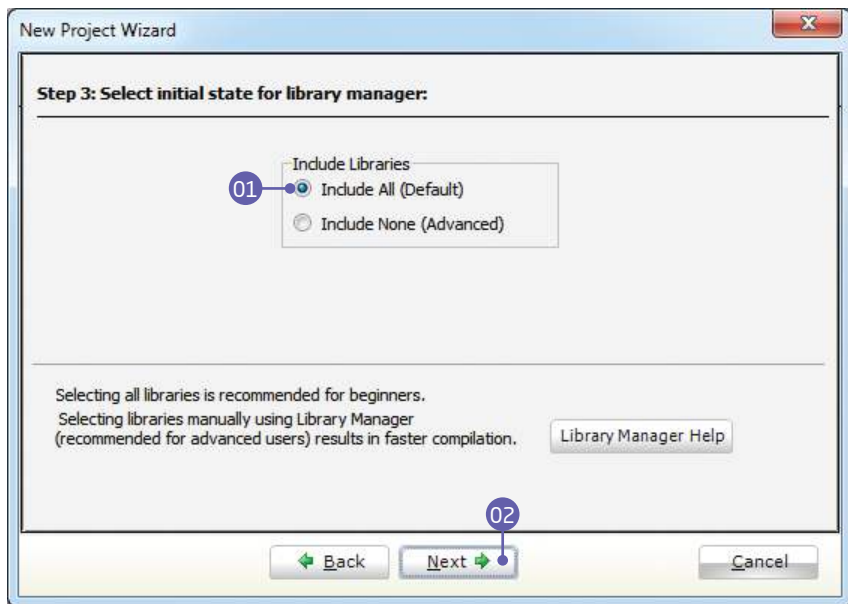 New Project Wizard
Step 3: Select initial state for library manager:
Include Libraries
01
Include All (Default)
Include None (Advanced)
Selecting all libraries is recommended for beginners.
Selecting libraries manually using Library Manager
(recommended for advanced users) results in faster compilation.
Library Manager Help
02
Back
Next
Cancel